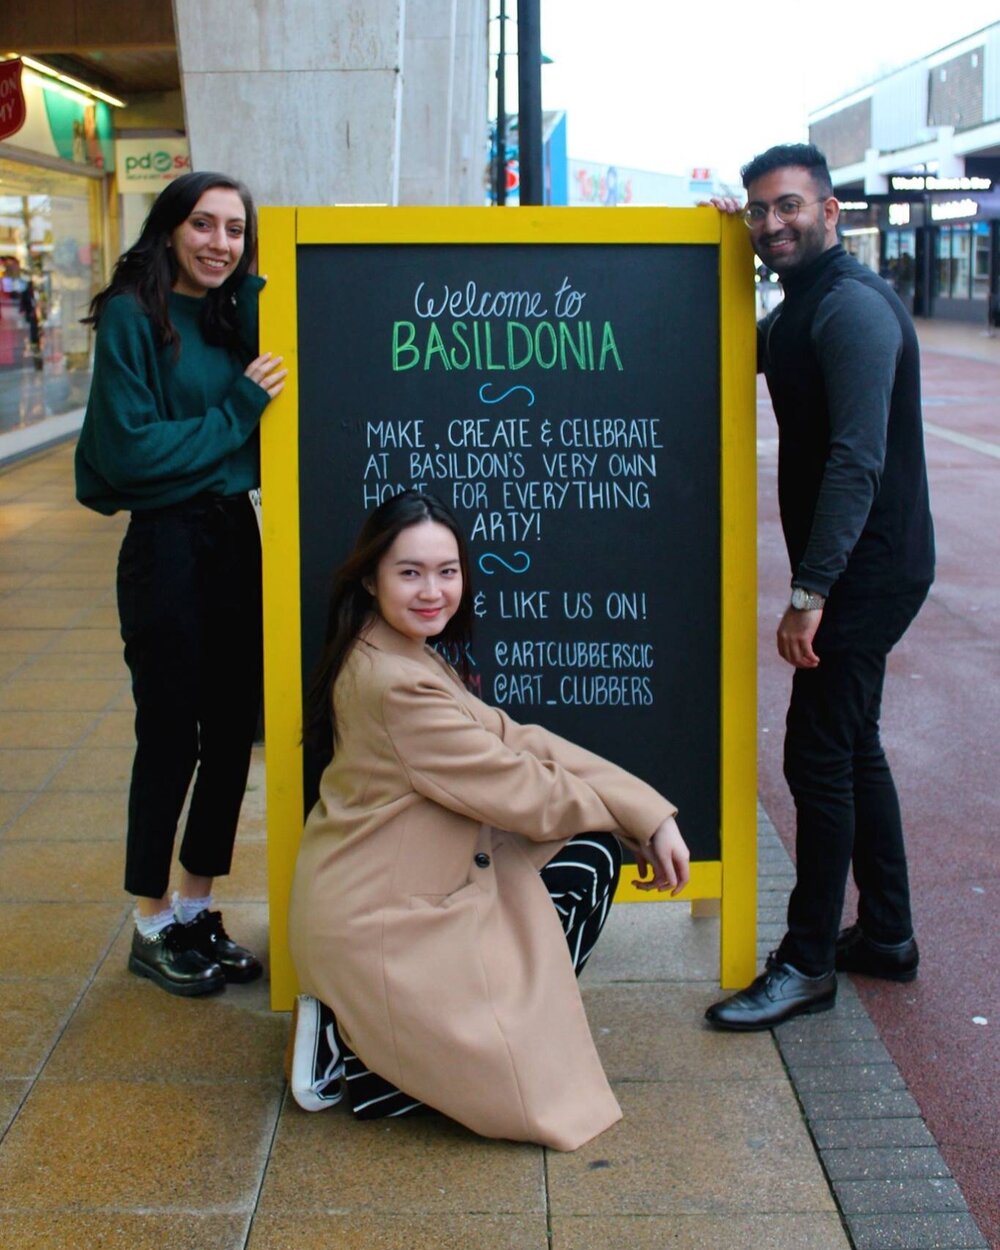 Welcome to
BASILDONIA
MAKE, CREATE & CELEBRATE
AT BASILDON'S VERY OWN
HOME FOR EVERYTHING
ARTY!
& LIKE US ON!
@ARTCLUBBERSCIC
@ART_CLUBBERS
pdsa